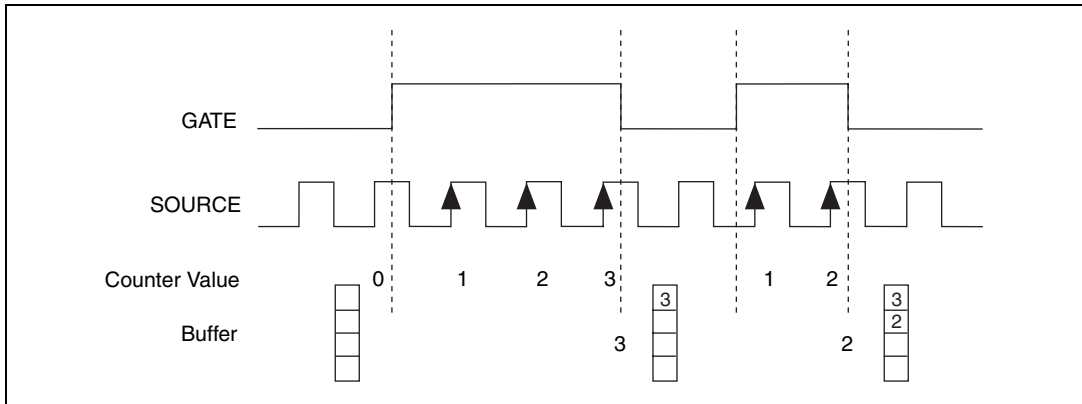 GATE
SOURCE
Counter Value 0 1 2 3 1 2
3 3
2
Buffer
3 2